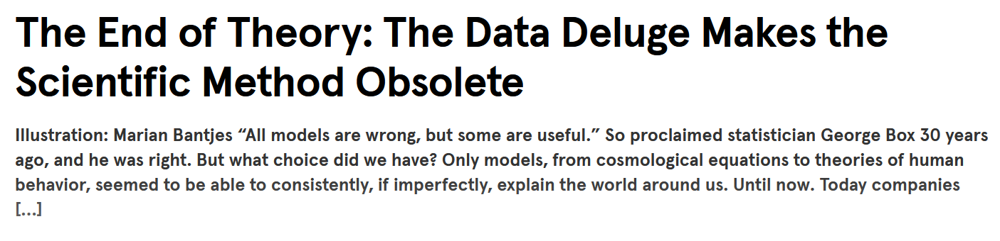 The End of Theory: The Data Deluge Makes the
Scientific Method Obsolete
Illustration: Marian Bantjes “All models are wrong, but some are useful.” So proclaimed statistician George Box 30 years
ago, and he was right. But what choice did we have? Only models, from cosmological equations to theories of human
behavior, seemed to be able to consistently, if imperfectly, explain the world around us. Until now. Today companies
[…]